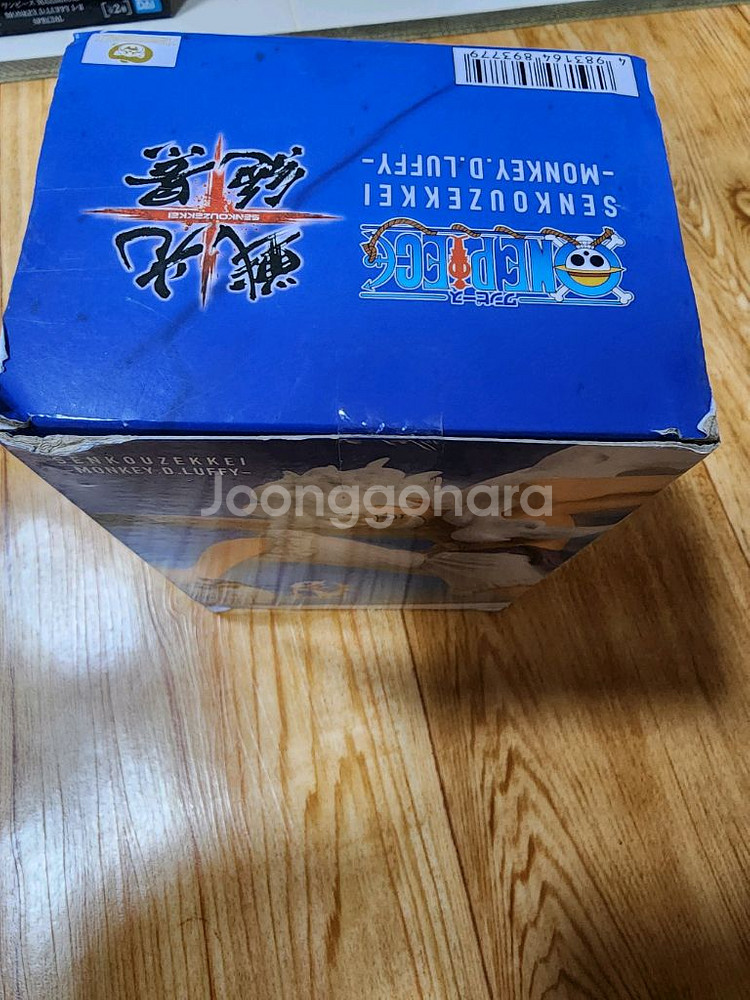 4 983164 893779
SENKOUZEKKEI
-MONKEY.D.LUFFY-
ONE PIECE
ワンピース
戦光
絶景
SENKOUZEKKEI
SENKOUZEKKEI
-MONKEY.D.LUFFY-
Joonggonara